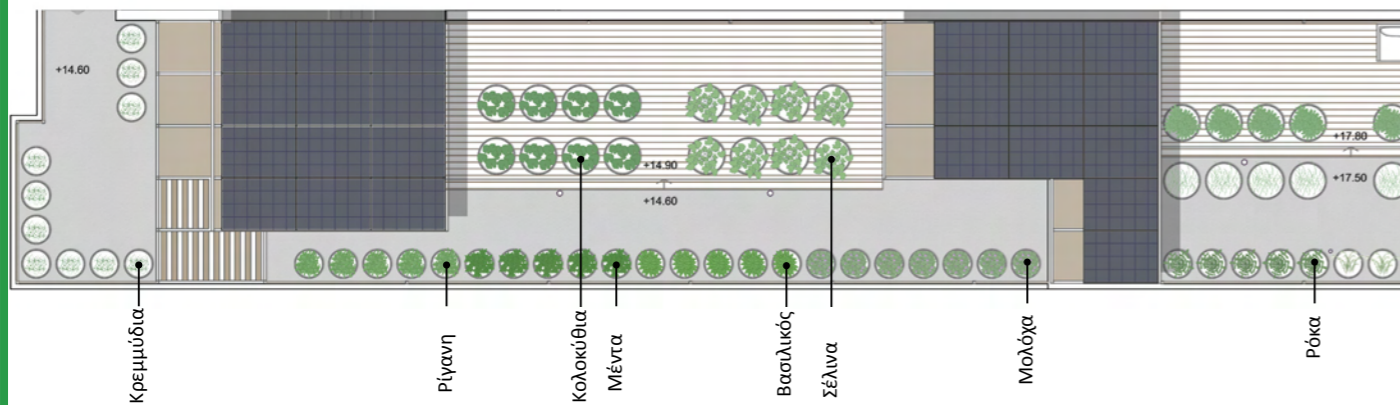 +14.60
+17.80
+14.90
+17.50
+14.60
Κρεμμύδια
Ρίγανη
Κολοκύθια
Μέντα
Βασιλικός
Σέλινα
Μολόχα
Ρόκα